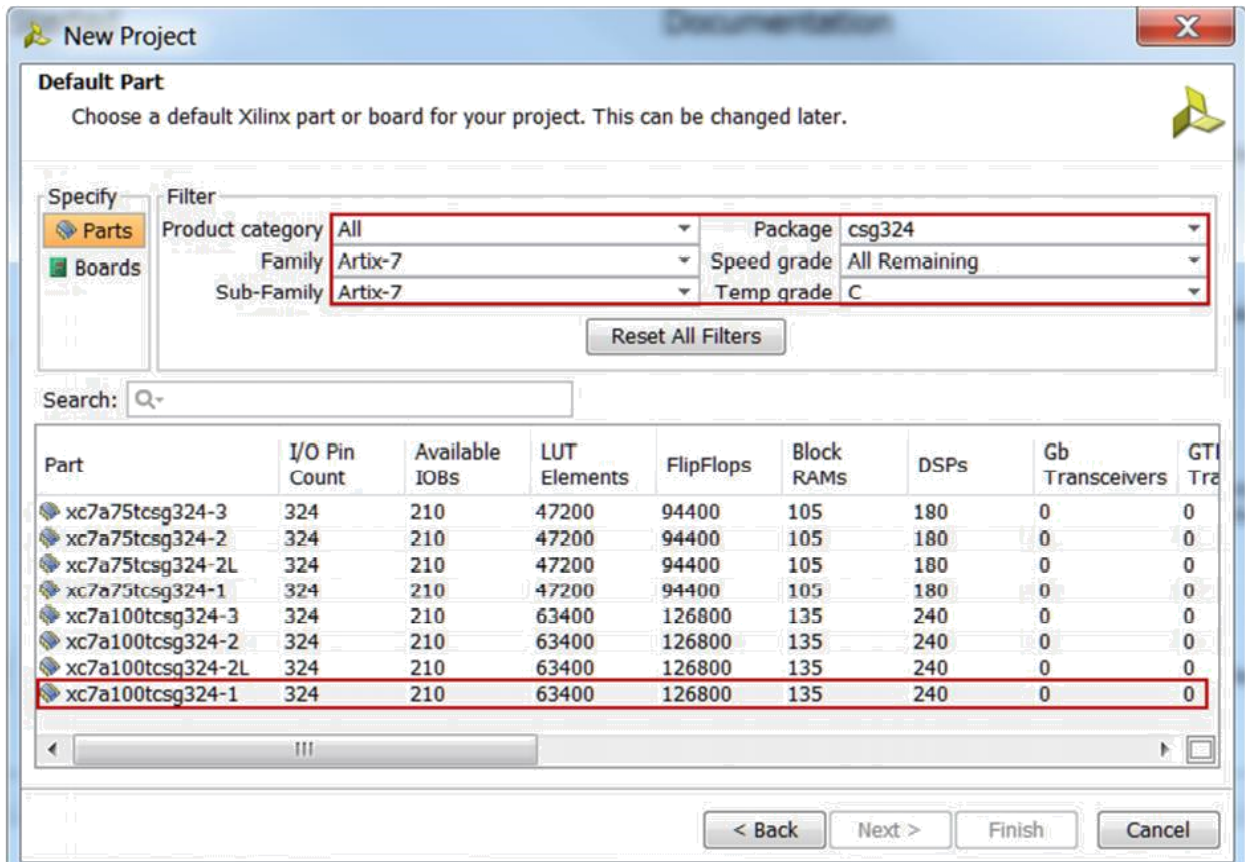 Documentation
New Project
Default Part
Choose a default Xilinx part or board for your project. This can be changed later.
Specify
Parts
Boards
Filter
Product category All Package csg324
Family Artix-7 Speed grade All Remaining
Sub-Family Artix-7 Temp grade C
Reset All Filters
Search:
Part I/O Pin Count Available IOBs LUT Elements FlipFlops Block RAMs DSPs Gb Transceivers GTI Tra
xc7a75tcsg324-3 324 210 47200 94400 105 180 0 0
xc7a75tcsg324-2 324 210 47200 94400 105 180 0 0
xc7a75tcsg324-2L 324 210 47200 94400 105 180 0 0
xc7a75tcsg324-1 324 210 47200 94400 105 180 0 0
xc7a100tcsg324-3 324 210 63400 126800 135 240 0 0
xc7a100tcsg324-2 324 210 63400 126800 135 240 0 0
xc7a100tcsg324-2L 324 210 63400 126800 135 240 0 0
xc7a100tcsg324-1 324 210 63400 126800 135 240 0 0
< Back Next > Finish Cancel